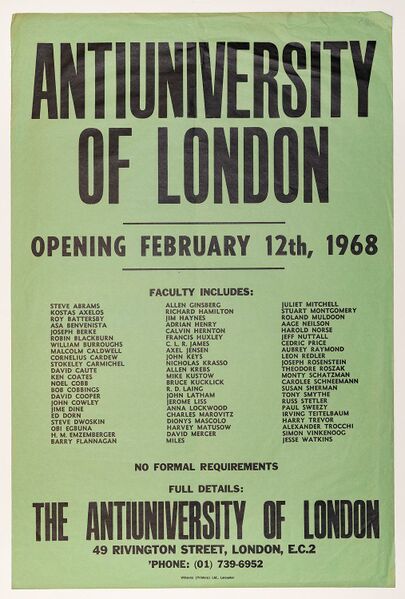 ANTIUNIVERSITY
OF LONDON
OPENING FEBRUARY 12th, 1968
FACULTY INCLUDES:
STEVE ABRAMS
KOSTAS AXELOS
ROY BATTERSBY
ASA BENVENISTA
JOSEPH BERKE
ROBIN BLACKBURN
WILLIAM BURROUGHS
MALCOLM CALDWELL
CORNELIUS CARDEW
STOKELEY CARMICHEL
DAVID CAUTE
KEN COATES
NOEL COBB
BOB COBBINGS
DAVID COOPER
JOHN COWLEY
JIME DINE
ED DORN
STEVE DWOSKIN
OBI EGBUNA
H. M. EMZEMBERGER
BARRY FLANNAGAN
ALLEN GINSBERG
RICHARD HAMILTON
JIM HAYNES
ADRIAN HENRY
CALVIN HERNTON
FRANCIS HUXLEY
C. L. R. JAMES
AXEL JENSEN
JOHN KEYS
NICHOLAS KRASSO
ALLEN KREBS
MIKE KUSTOW
BRUCE KUCKLICK
R. D. LAING
JOHN LATHAM
JEROME LISS
ANNA LOCKWOOD
CHARLES MAROVITZ
DIONYS MASCOLO
HARVEY MATUSOW
DAVID MERCER
MILES
JULIET MITCHELL
STUART MONTGOMERY
ROLAND MULDOON
AAGE NEILSON
HAROLD NORSE
JEFF NUTTALL
CEDRIC PRICE
AUBREY RAYMOND
LEON REDLER
JOSEPH ROSENSTEIN
THEODORE ROSZAK
MONTY SCHATZMAN
CAROLEE SCHNEEMANN
SUSAN SHERMAN
TONY SMYTHE
RUSS STETLER
PAUL SWEEZY
IRVING TEITELBAUM
HARRY TREVOR
ALEXANDER TROCCHI
SIMON VINKENOOG
JESSE WATKINS
NO FORMAL REQUIREMENTS
FULL DETAILS:
THE ANTIUNIVERSITY OF LONDON
49 RIVINGTON STREET, LONDON, E.C.2
'PHONE: (01) 739-6952